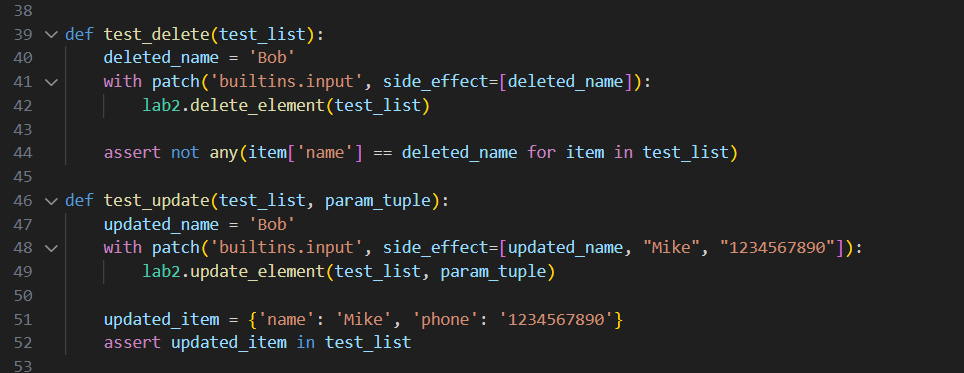 38
39 def test_delete(test_list):
40     deleted_name = 'Bob'
41     with patch('builtins.input', side_effect=[deleted_name]):
42         lab2.delete_element(test_list)
43
44     assert not any(item['name'] == deleted_name for item in test_list)
45
46 def test_update(test_list, param_tuple):
47     updated_name = 'Bob'
48     with patch('builtins.input', side_effect=[updated_name, "Mike", "1234567890"]):
49         lab2.update_element(test_list, param_tuple)
50
51     updated_item = {'name': 'Mike', 'phone': '1234567890'}
52     assert updated_item in test_list
53